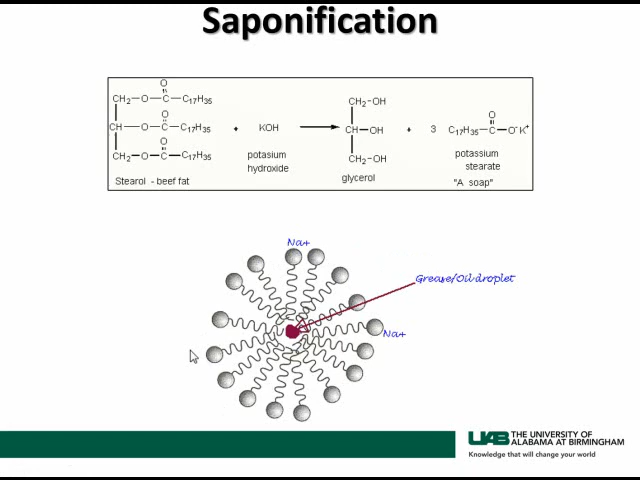 Saponification
CH₂—O—C—C₁₇H₃₅
O
CH—O—C—C₁₇H₃₅
O
CH₂—O—C—C₁₇H₃₅
O
Stearol - beef fat
+
KOH
potasium
hydroxide
CH₂—OH
CH—OH
CH₂—OH
glycerol
+
3
O
C₁₇H₃₅—C—O⁻K⁺
potassium
stearate
"A soap"
Na+
Grease/Oil droplet
Na+
UAB THE UNIVERSITY OF
ALABAMA AT BIRMINGHAM
Knowledge that will change your world